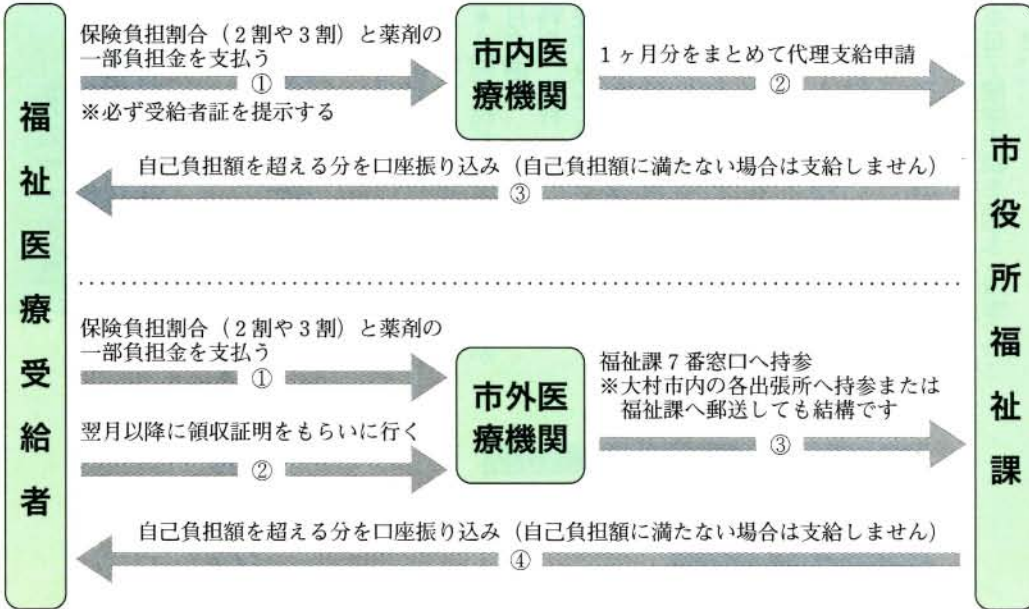 福祉医療受給者
保険負担割合（2割や3割）と薬剤の
一部負担金を支払う
①
※必ず受給者証を提示する
市内医
療機関
1ヶ月分をまとめて代理支給申請
②
自己負担額を超える分を口座振り込み（自己負担額に満たない場合は支給しません）
③
保険負担割合（2割や3割）と薬剤の
一部負担金を支払う
①
翌月以降に領収証明をもらいに行く
②
市外医
療機関
福祉課7番窓口へ持参
※大村市内の各出張所へ持参または
福祉課へ郵送しても結構です
③
自己負担額を超える分を口座振り込み（自己負担額に満たない場合は支給しません）
④
市役所福祉課